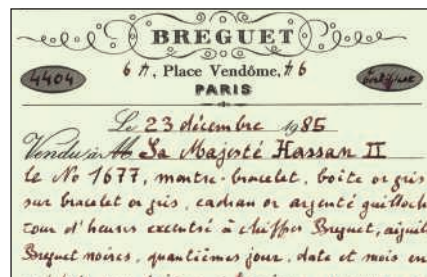 BREGUET
4404
6 A, Place Vendôme, A 6
Certificat
PARIS
Le 23 décembre 1985
Vendu à M Sa Majesté Hassan II
le No 1677, montre-bracelet, boîte or gris
sur bracelet or gris, cadran or argenté guilloché
tour d'heures excentré à chiffres Breguet, aiguil
Breguet noires, quantièmes jour, date et mois en